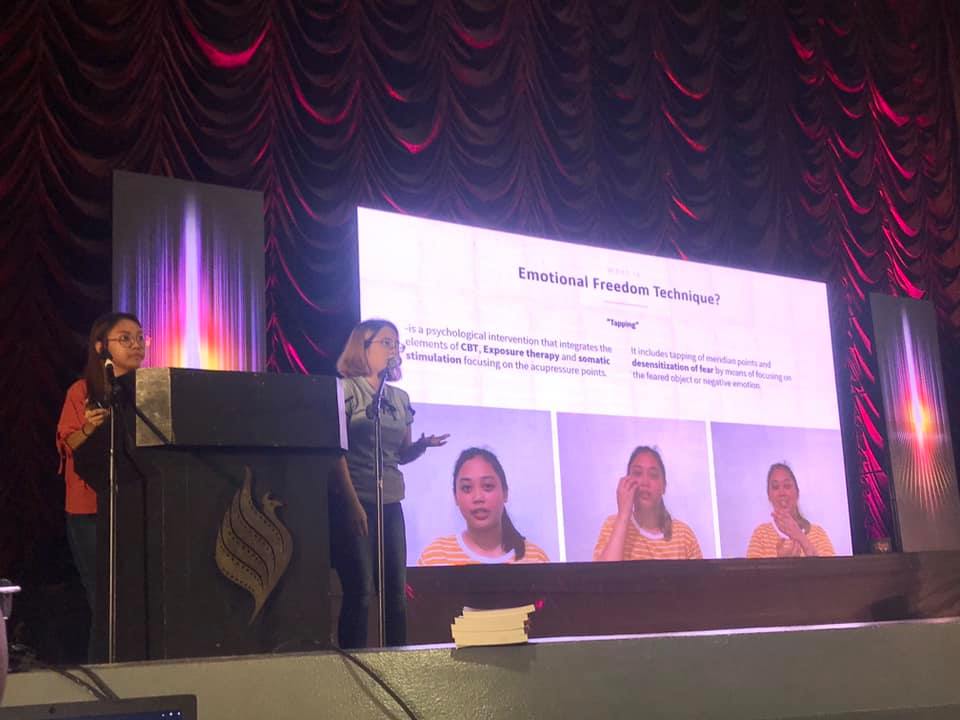 WHAT IS
Emotional Freedom Technique?
"Tapping"
-is a psychological intervention that integrates the
elements of CBT, Exposure therapy and somatic
stimulation focusing on the acupressure points.
It includes tapping of meridian points and
desensitization of fear by means of focusing on
the feared object or negative emotion.